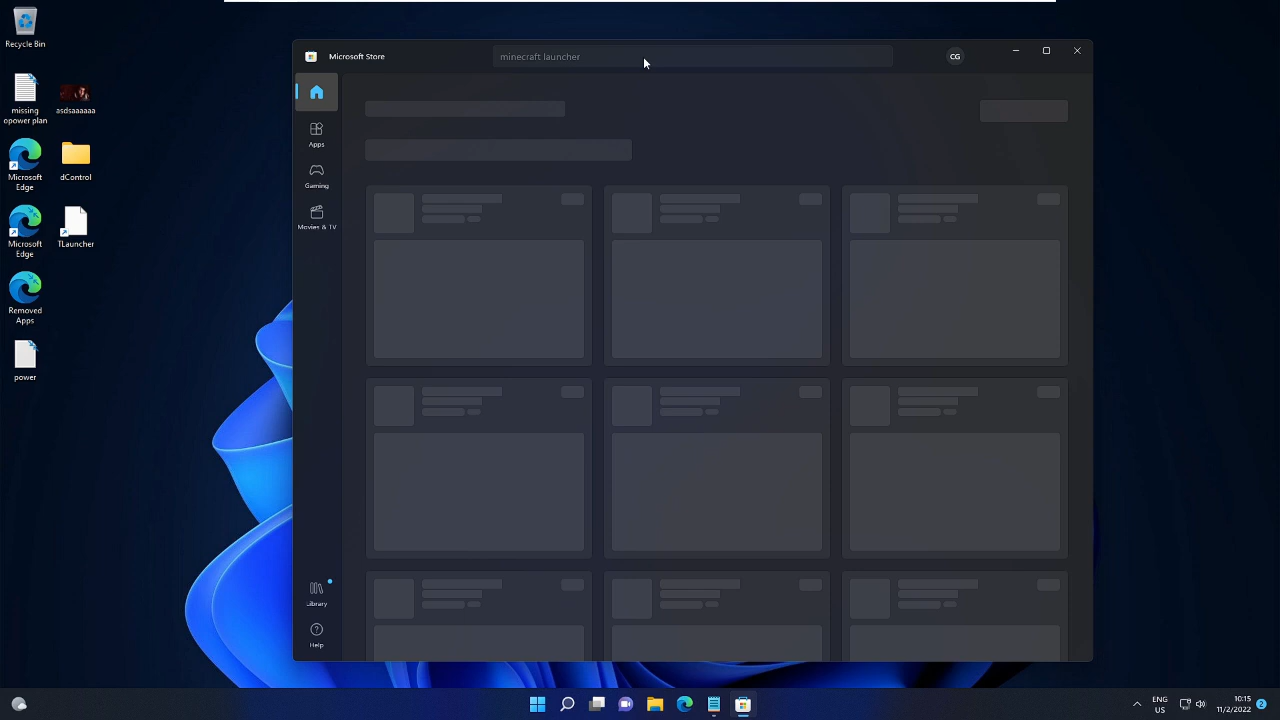 Recycle Bin
missing
opower plan
asdsaaaaaa
Microsoft
Edge
dControl
Microsoft
Edge
TLauncher
Removed
Apps
power
Microsoft Store
minecraft launcher
CG
Apps
Gaming
Movies & TV
Library
Help
ENG
US
10:15
11/2/2022
2